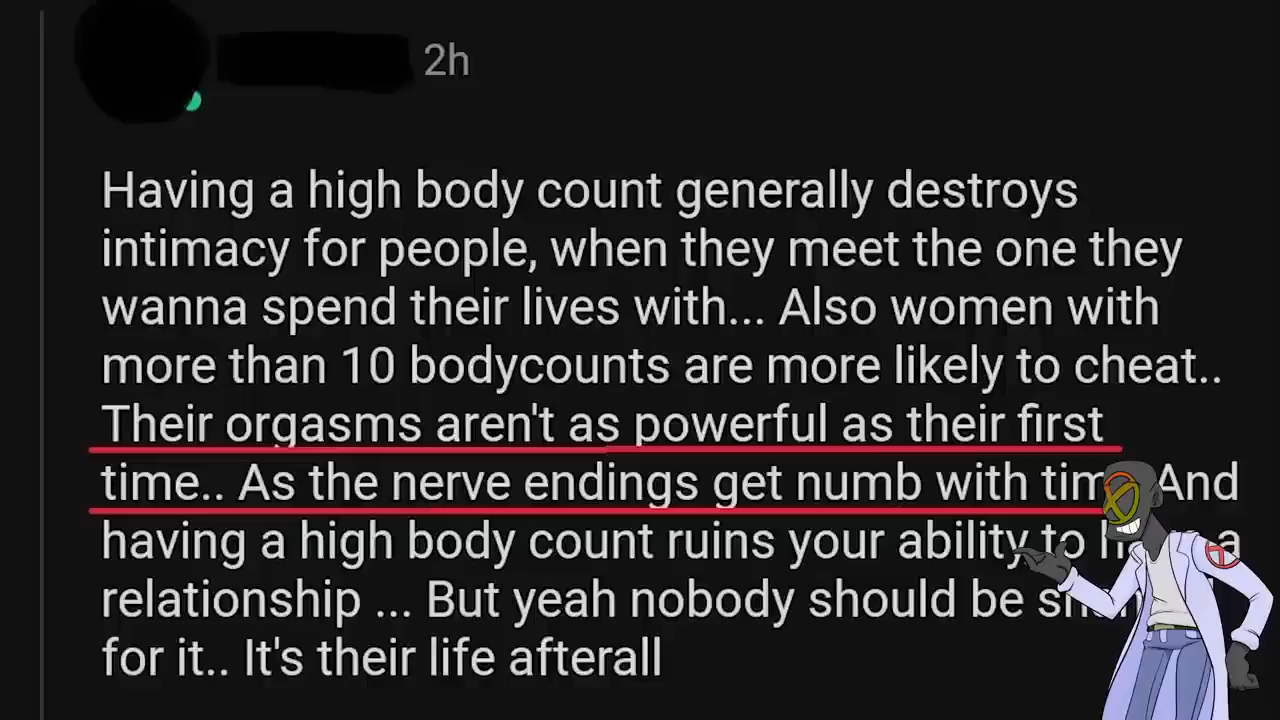 2h
Having a high body count generally destroys
intimacy for people, when they meet the one they
wanna spend their lives with... Also women with
more than 10 bodycounts are more likely to cheat..
Their orgasms aren't as powerful as their first
time.. As the nerve endings get numb with And
having a high body count ruins your ability to a
relationship ... But yeah nobody should be
for it.. It's their life afterall